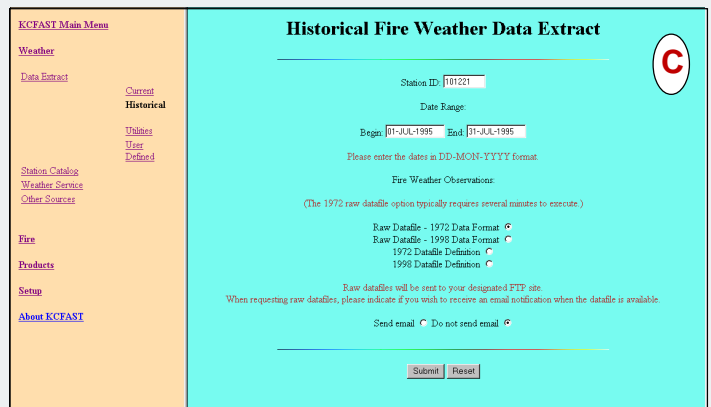 KCFAST Main Menu
Weather
Data Extract
Current
Historical
Utilities
User
Defined
Station Catalog
Weather Service
Other Sources
Fire
Products
Setup
About KCFAST
Historical Fire Weather Data Extract
C
Station ID: 101221
Date Range:
Begin: 01-JUL-1995 End: 31-JUL-1995
Please enter the dates in DD-MON-YYYY format.
Fire Weather Observations:
(The 1972 raw datafile option typically requires several minutes to execute.)
Raw Datafile - 1972 Data Format
Raw Datafile - 1998 Data Format
1972 Datafile Definition
1998 Datafile Definition
Raw datafiles will be sent to your designated FTP site.
When requesting raw datafiles, please indicate if you wish to receive an email notification when the datafile is available.
Send email Do not send email
Submit Reset